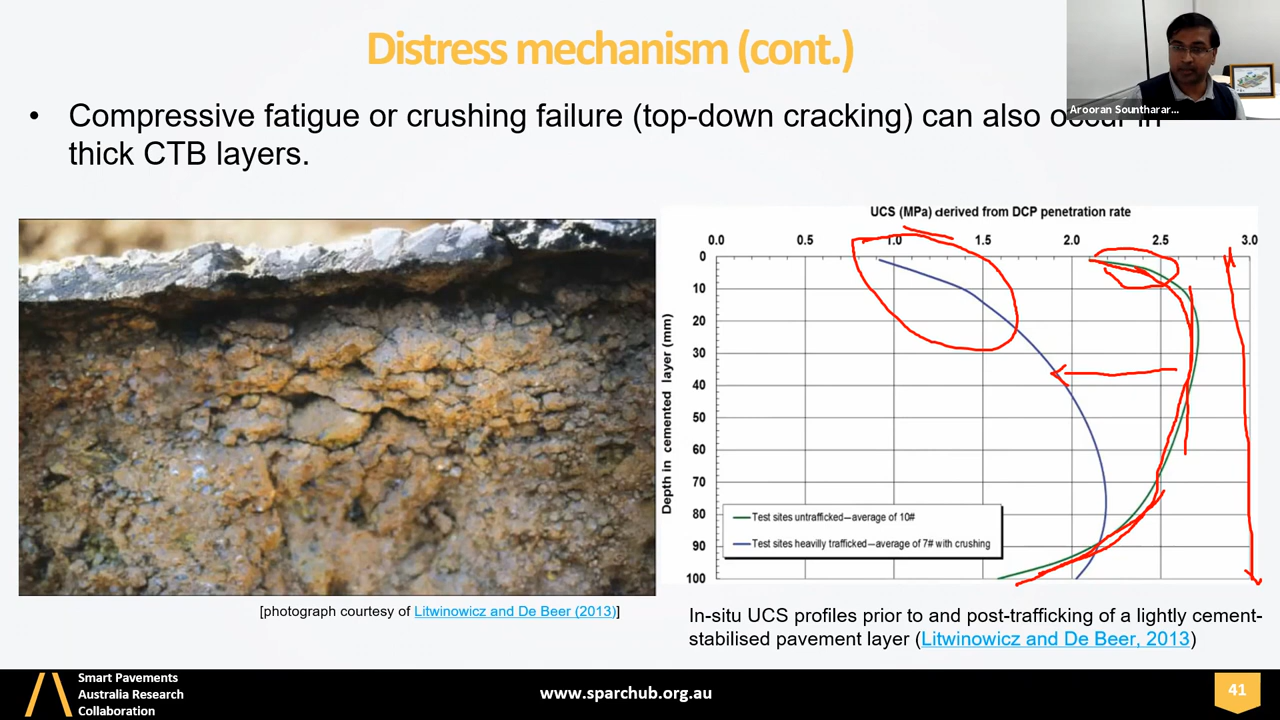 Distress mechanism (cont.)
Arooran Sountharar...
• Compressive fatigue or crushing failure (top-down cracking) can also occur in
thick CTB layers.
UCS (MPa) derived from DCP penetration rate
0.0 0.5 1.0 1.5 2.0 2.5 3.0
Depth in cemented layer (mm)
0
10
20
30
40
50
60
70
80
90
100
Test sites untrafficked—average of 10#
Test sites heavilly trafficked—average of 7# with crushing
[photograph courtesy of Litwinowicz and De Beer (2013)]
In-situ UCS profiles prior to and post-trafficking of a lightly cement-
stabilised pavement layer (Litwinowicz and De Beer, 2013)
Smart Pavements
Australia Research
Collaboration
www.sparchub.org.au
41